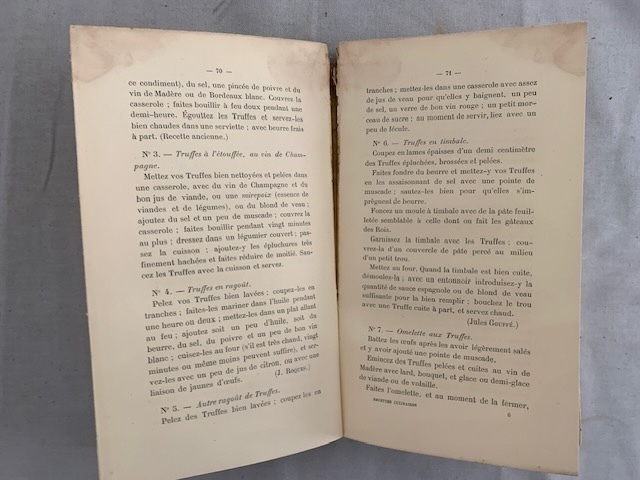 — 70 —
ce condiment), du sel, une pincée de poivre et du
vin de Madère ou de Bordeaux blanc. Couvrez la
casserole ; faites bouillir à feu doux pendant une
demi-heure. Égouttez les Truffes et servez-les
bien chaudes dans une serviette ; avec beurre frais
à part. (Recette ancienne.)
N° 3. — Truffes à l'étouffée, au vin de Cham-
pagne.
Mettez vos Truffes bien nettoyées et pelées dans
une casserole, avec du vin de Champagne et du
bon jus de viande, ou une mirepoix (essence de
viandes et de légumes), ou du blond de veau ;
ajoutez du sel et un peu de muscade ; couvrez la
casserole ; faites bouillir pendant vingt minutes
au plus ; dressez dans un légumier couvert ; pas-
sez la cuisson ; ajoutez-y les épluchures très
finement hachées et faites réduire de moitié. Sau-
cez les Truffes avec la cuisson et servez.
N° 4. — Truffes en ragoût.
Pelez vos Truffes bien lavées ; coupez-les en
tranches ; faites-les mariner dans l'huile pendant
une heure ou deux ; mettez-les dans un plat allant
au feu ; ajoutez soit un peu d'huile, soit du
beurre, du sel, du poivre et un peu de bon vin
blanc ; cuisez-les au four (s'il est très chaud, vingt
minutes ou même moins peuvent suffire), et ser-
vez-les avec un peu de jus de citron, ou avec une
liaison de jaunes d'œufs. (J. ROQUES.)
N° 5. — Autre ragoût de Truffes.
Pelez des Truffes bien lavées ; coupez-les en
— 71 —
tranches ; mettez-les dans une casserole avec assez
de jus de veau pour qu'elles y baignent, un peu
de sel, un verre de bon vin rouge ; un petit mor-
ceau de sucre ; au moment de servir, liez avec un
peu de fécule.
N° 6. — Truffes en timbale.
Coupez en lames épaisses d'un demi centimètre
des Truffes épluchées, brossées et pelées.
Faites fondre du beurre et mettez-y vos Truffes
en les assaisonnant de sel avec une pointe de
muscade ; sautez-les bien pour qu'elles s'im-
prègnent de beurre.
Foncez un moule à timbale avec de la pâte feuil-
letée semblable à celle dont on fait les gâteaux
des Rois.
Garnissez la timbale avec les Truffes ; cou-
vrez-la d'un couvercle de pâte percé au milieu
d'un petit trou.
Mettez au four. Quand la timbale est bien cuite,
démoulez-la ; avec un entonnoir introduisez-y la
quantité de sauce espagnole ou de blond de veau
suffisante pour la bien remplir ; bouchez le trou
avec une Truffe cuite à part, et servez chaud.
(Jules GOUFFÉ.)
N° 7. — Omelette aux Truffes.
Battez les œufs après les avoir légèrement salés
et y avoir ajouté une pointe de muscade.
Émincez des Truffes pelées et cuites au vin de
Madère avec lard, bouquet, et glace ou demi-glace
de viande ou de volaille.
Faites l'omelette, et au moment de la fermer,
RECETTES CULINAIRES 6